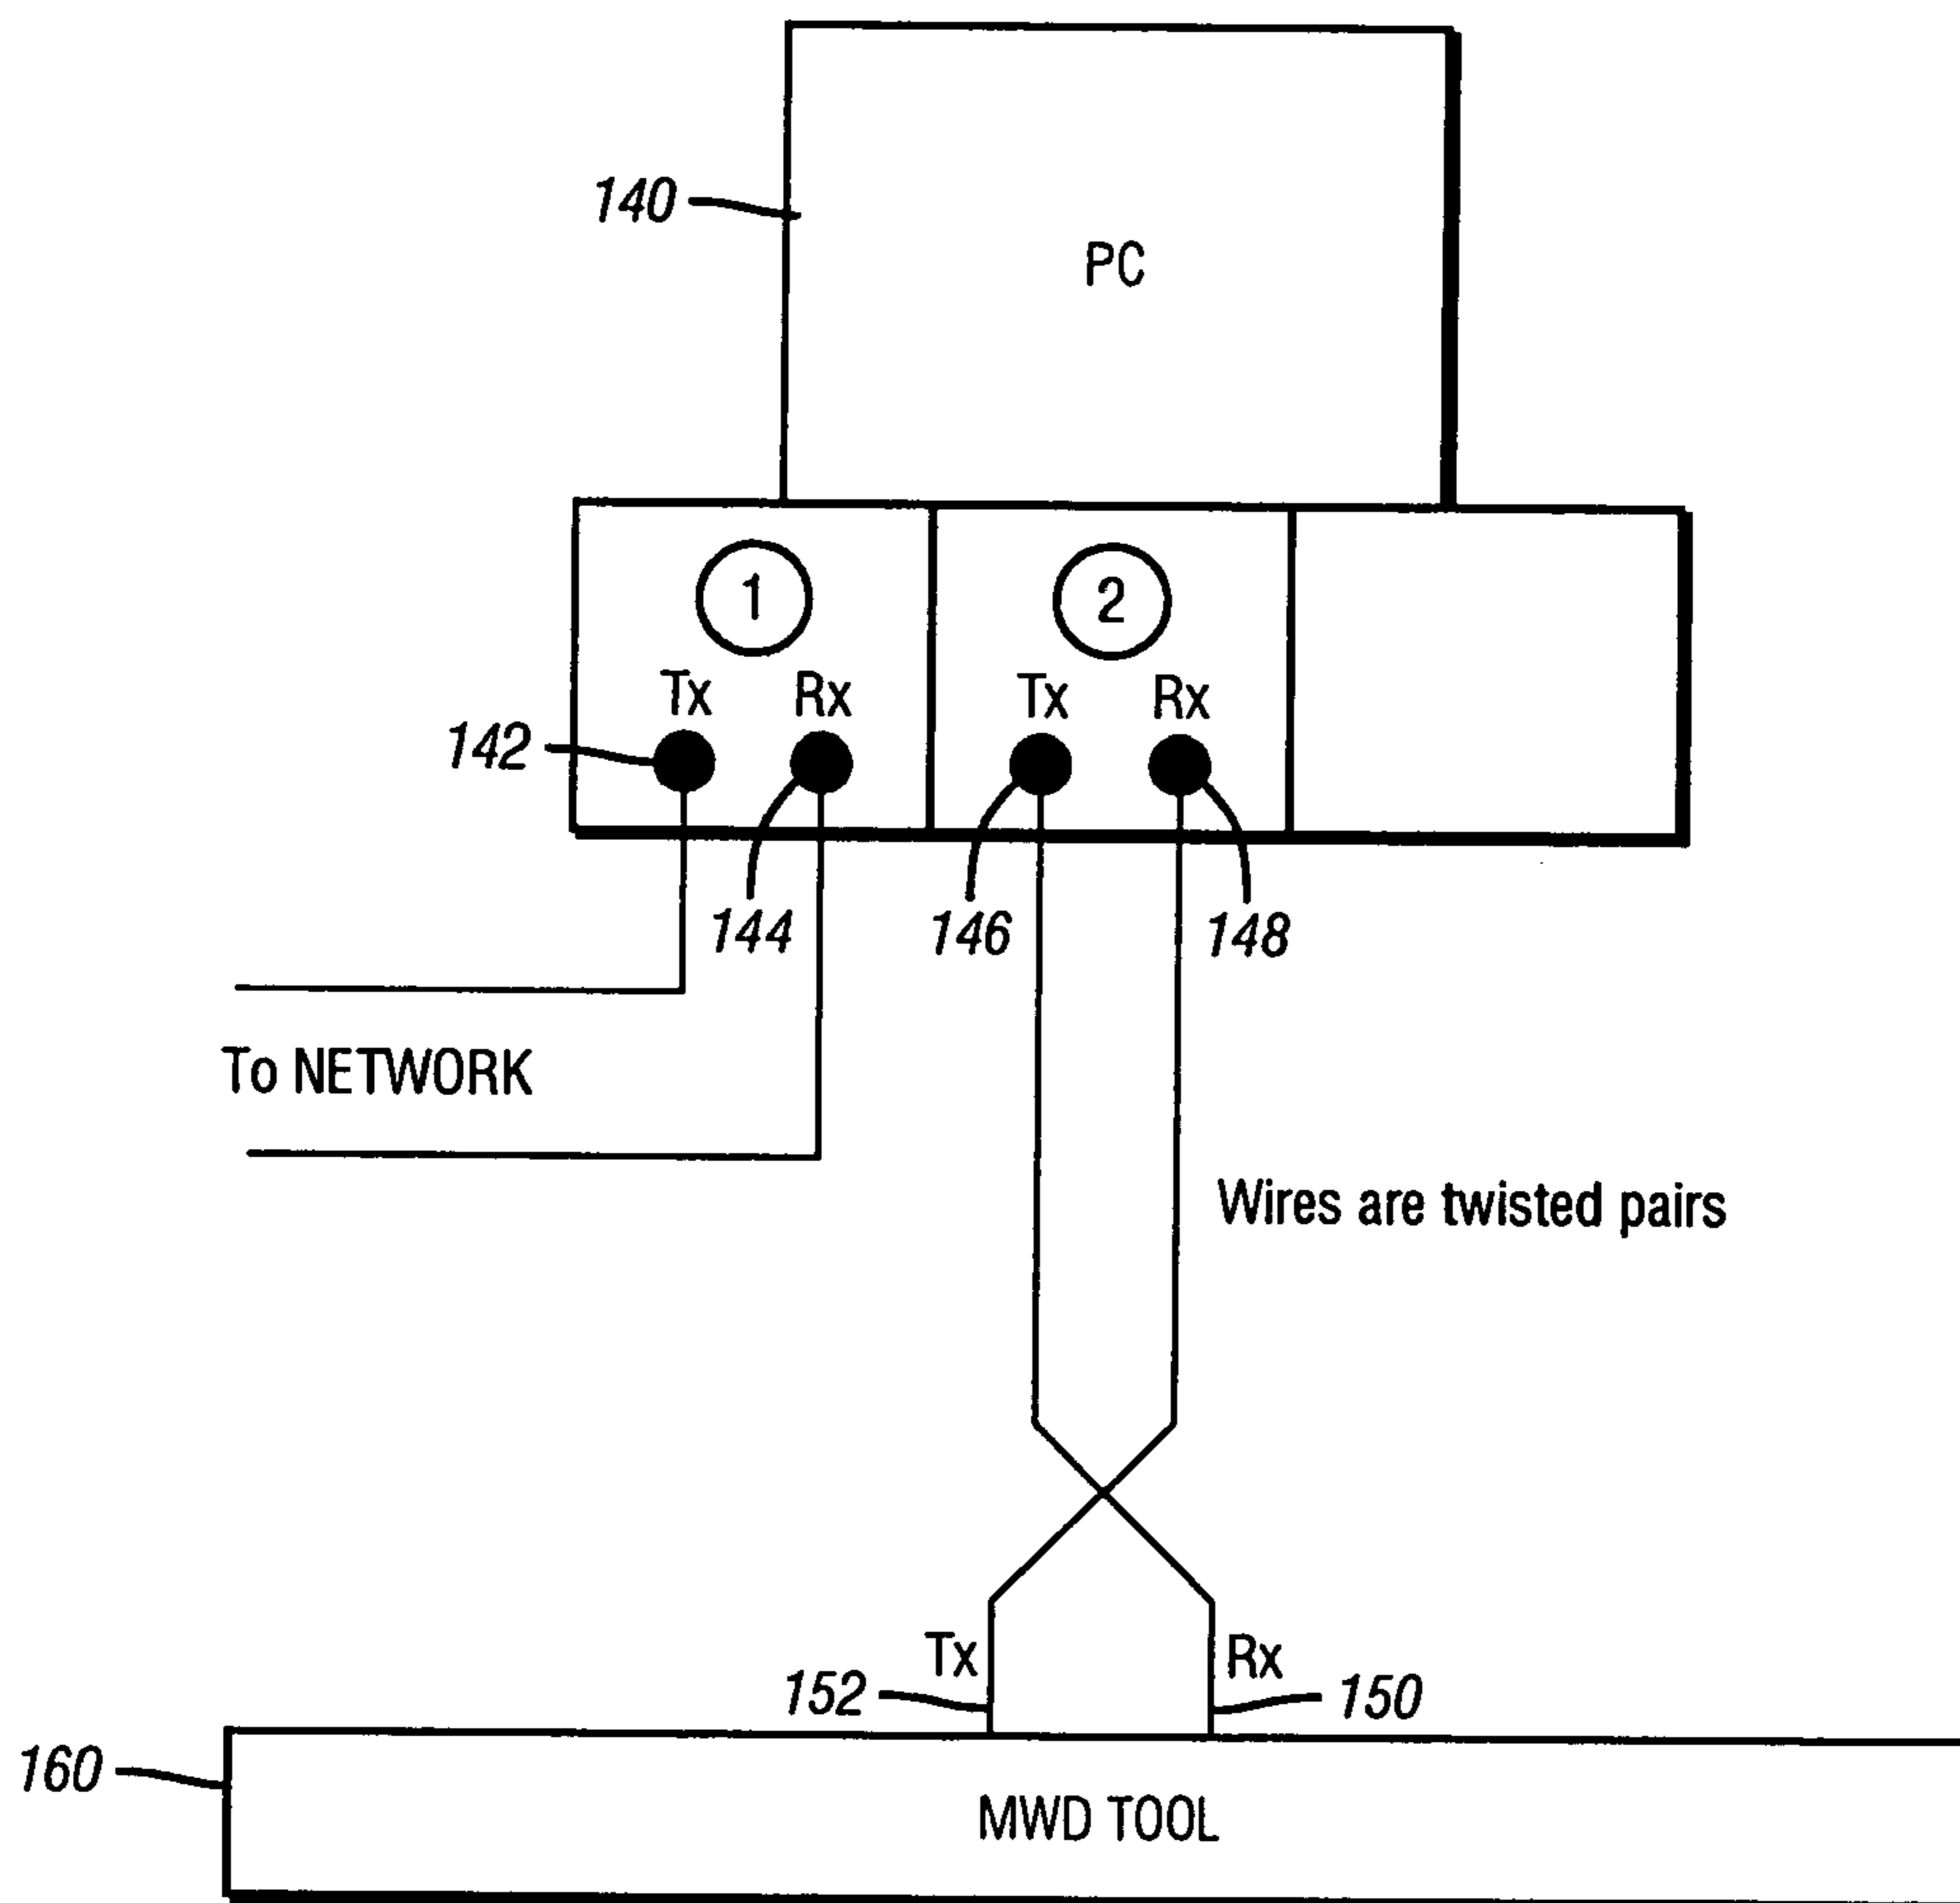 140
PC
1
2
Tx
Rx
Tx
Rx
142
144
146
148
To NETWORK
Wires are twisted pairs
Tx
Rx
152
150
160
MWD TOOL